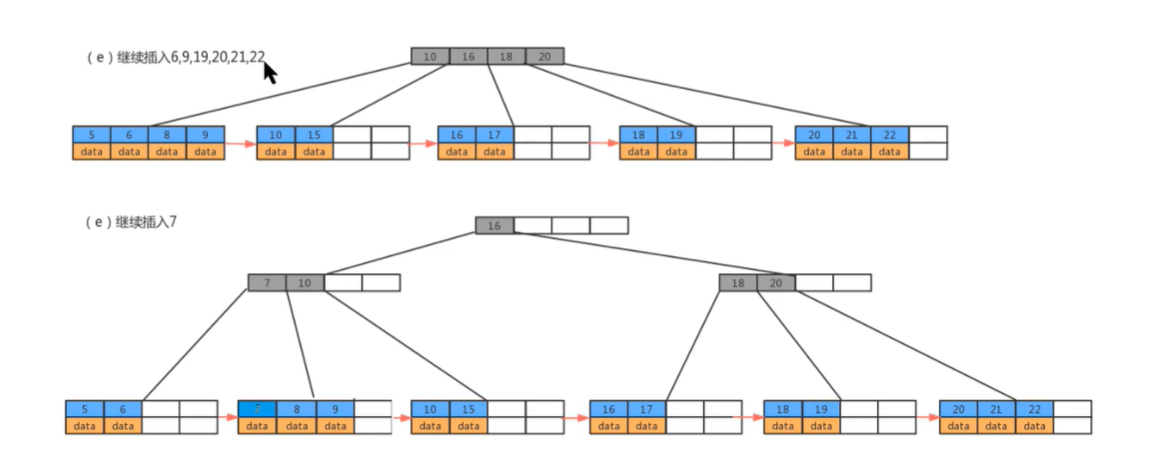 （e）继续插入6,9,19,20,21,22
10 16 18 20
5 6 8 9 10 15 16 17 18 19 20 21 22
data data data data data data data data data data data data data
（e）继续插入7
16
7 10 18 20
5 6 7 8 9 10 15 16 17 18 19 20 21 22
data data data data data data data data data data data data data data